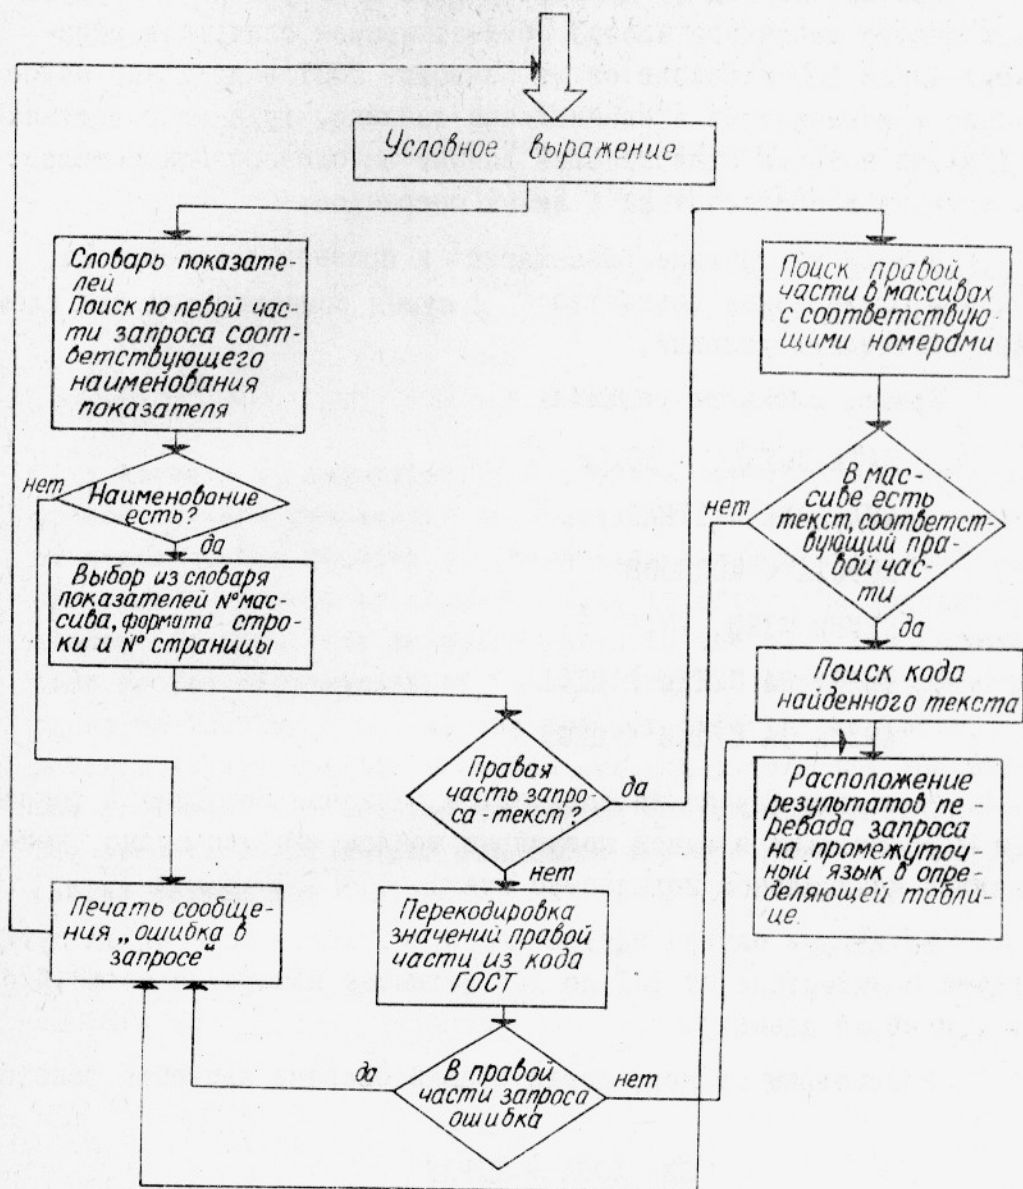 Условное выражение
Словарь показате-
лей
Поиск по левой час-
ти запроса соот-
ветствующего
наименования
показателя
нет
Наименование
есть?
да
Выбор из словаря
показателей № мас-
сива, формата стро-
ки и № страницы
Правая
часть запро-
са - текст?
да
нет
Печать сообще-
ния „ошибка в
запросе“
Перекодировка
значений правой
части из кода
ГОСТ
да
В правой
части запроса
ошибка
нет
Поиск правой
части в массивах
с соответствую
щими номерами
нет
В мас-
сиве есть
текст, соответст-
вующий пра-
вой час-
ти
да
Поиск кода
найденного текста
Расположение
результатов пе-
ревада запроса
на промежуточ-
ный язык в опре-
деляющей табли-
це.